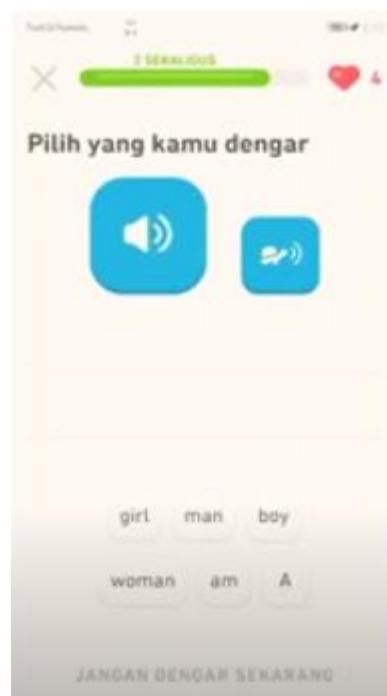 2 SEKALIGUS
4
Pilih yang kamu dengar
girl man boy
woman am A
JANGAN DENGAR SEKARANG